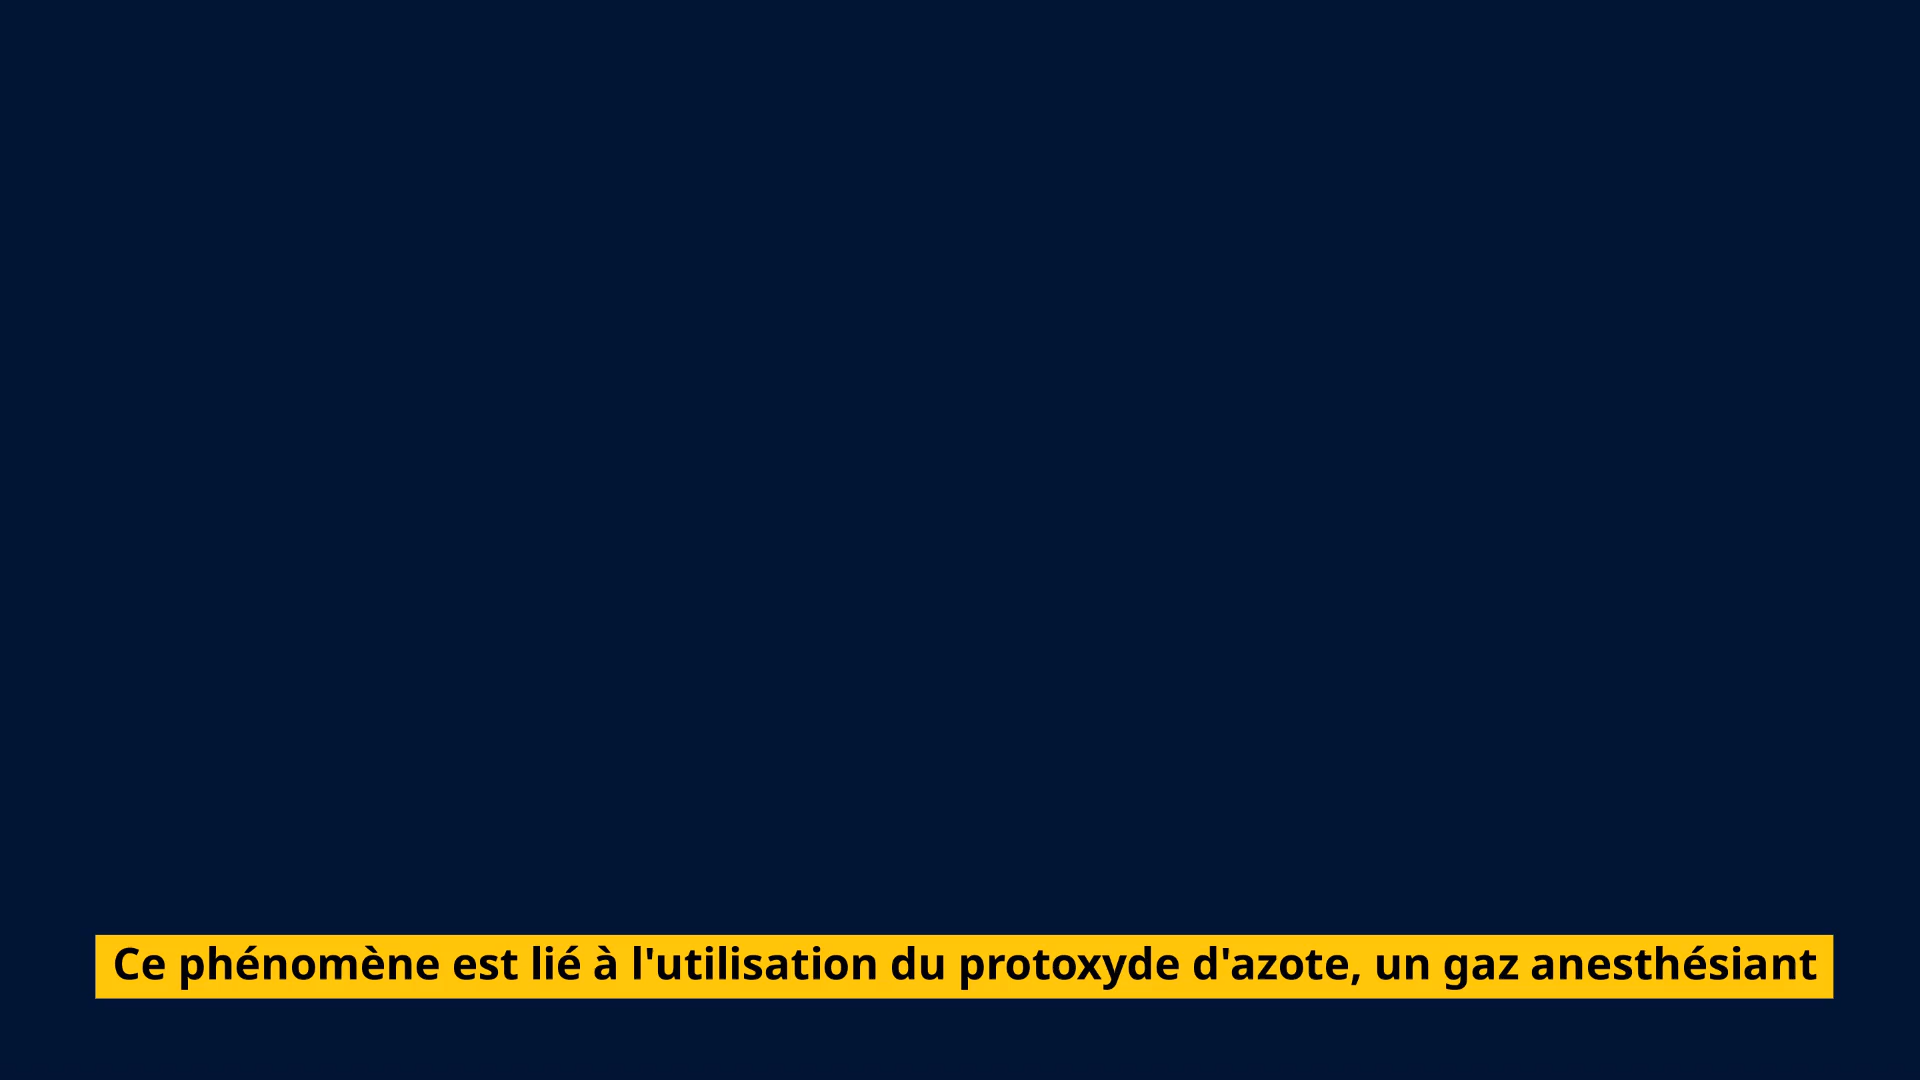 Ce phénomène est lié à l'utilisation du protoxyde d'azote, un gaz anesthésiant